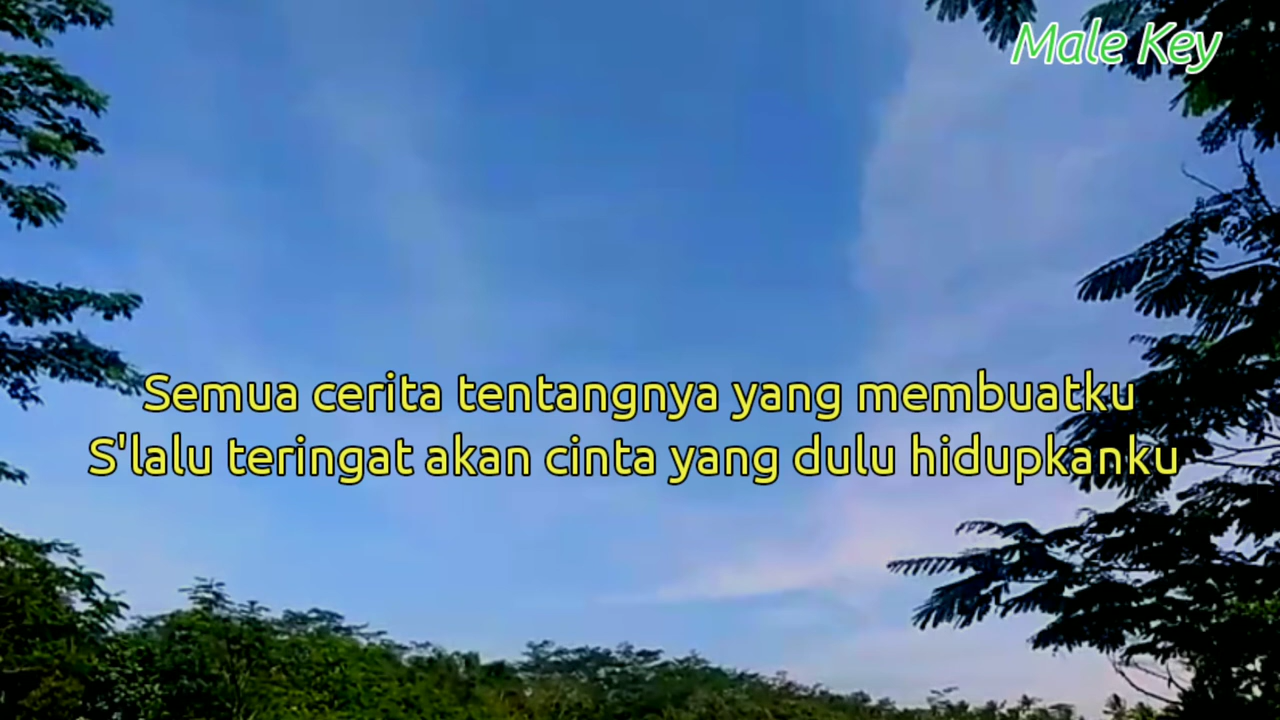 Male Key
Semua cerita tentangnya yang membuatku
S'lalu teringat akan cinta yang dulu hidupkanku